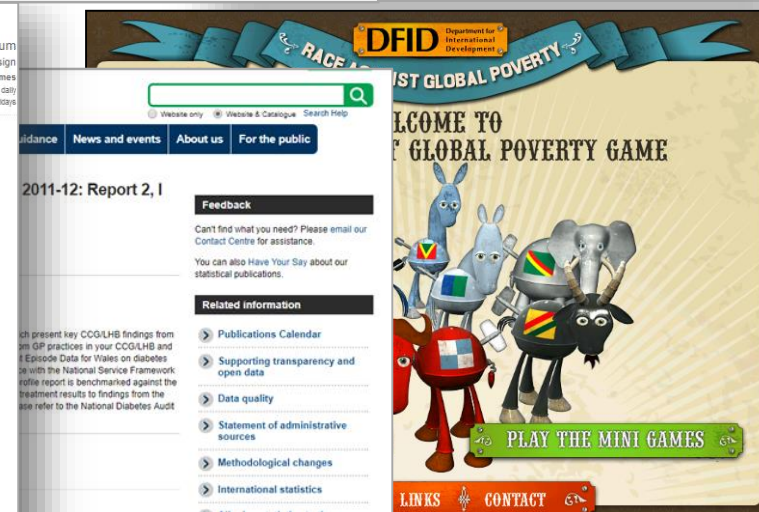 um
sign
mes
daily
idays
DFID
Department for
International
Development
RACE AGAINST GLOBAL POVERTY
LCOME TO
T GLOBAL POVERTY GAME
PLAY THE MINI GAMES
LINKS CONTACT
Website only Website & Catalogue Search Help
uidance News and events About us For the public
2011-12: Report 2, I
Feedback
Can't find what you need? Please email our
Contact Centre for assistance.
You can also Have Your Say about our
statistical publications.
Related information
Publications Calendar
Supporting transparency and
open data
Data quality
Statement of administrative
sources
Methodological changes
International statistics
ich present key CCG/LHB findings from
om GP practices in your CCG/LHB and
t Episode Data for Wales on diabetes
ce with the National Service Framework
rofile report is benchmarked against the
treatment results to findings from the
ase refer to the National Diabetes Audit